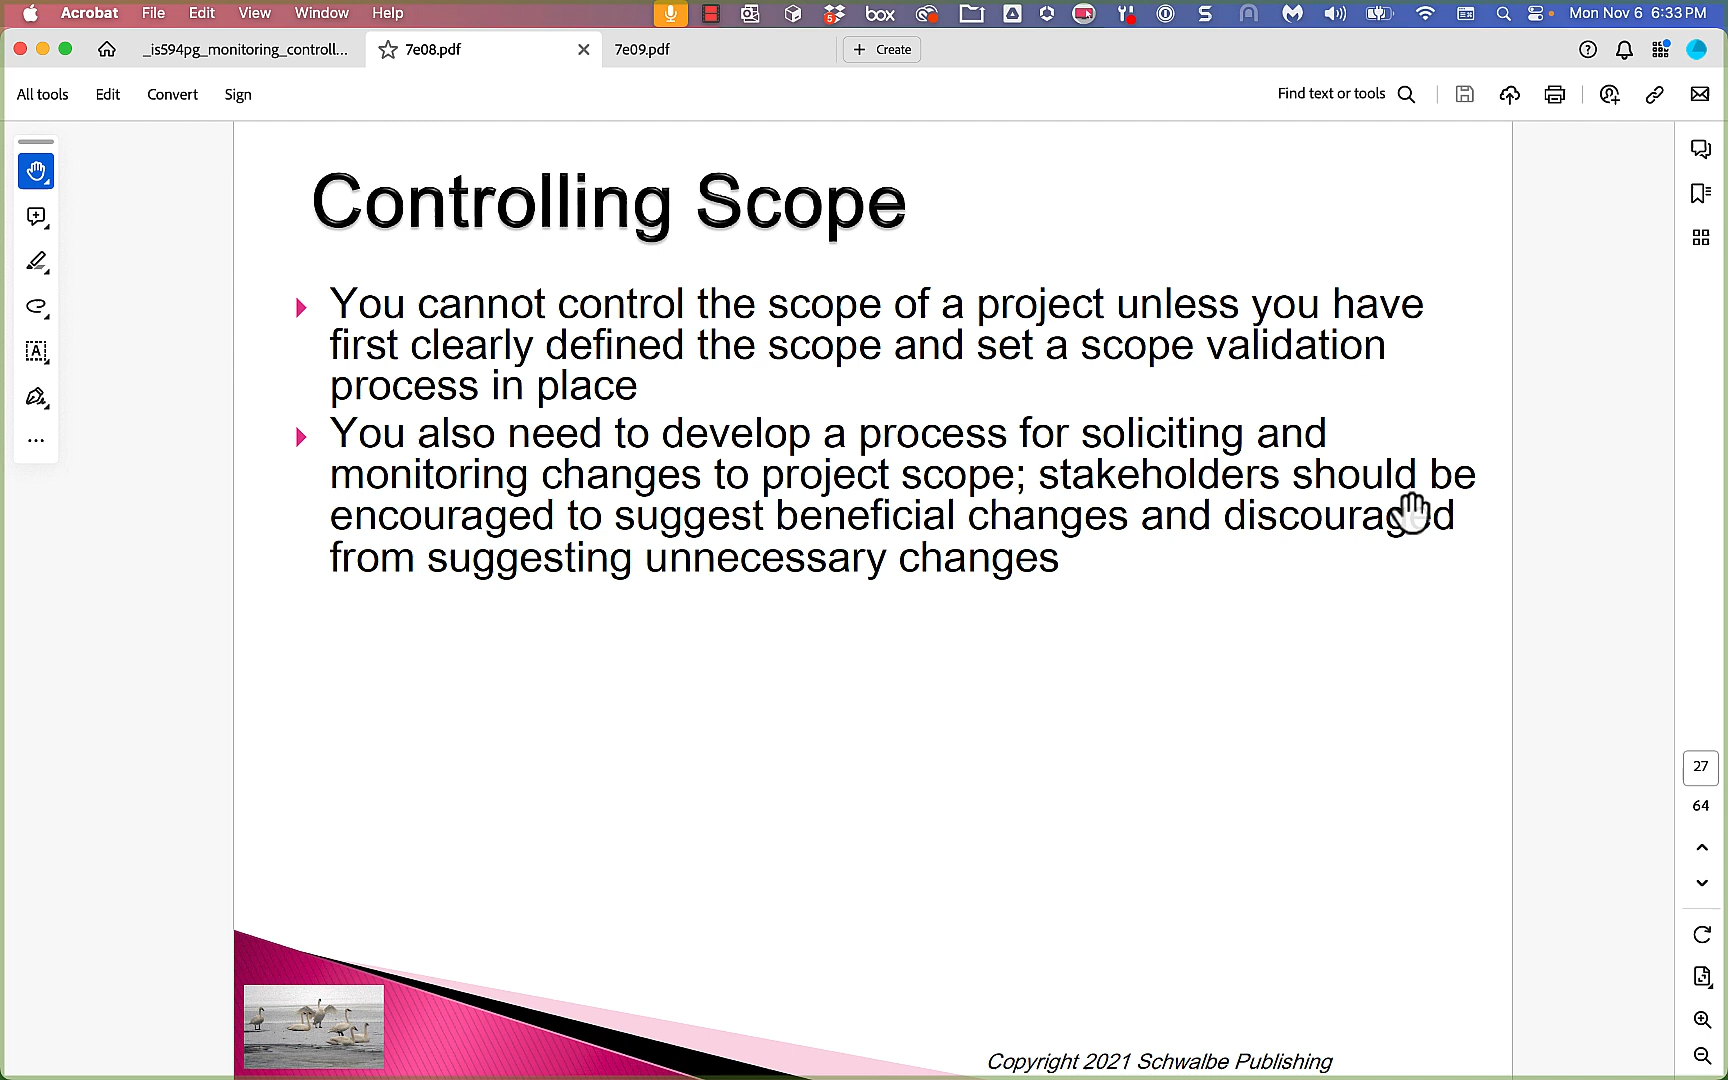 Acrobat File Edit View Window Help
5 box Mon Nov 6 6:33 PM
_is594pg_monitoring_controll... 7e08.pdf 7e09.pdf + Create
All tools Edit Convert Sign
Find text or tools
Controlling Scope
You cannot control the scope of a project unless you have
first clearly defined the scope and set a scope validation
process in place
You also need to develop a process for soliciting and
monitoring changes to project scope; stakeholders should be
encouraged to suggest beneficial changes and discouraged
from suggesting unnecessary changes
27
64
Copyright 2021 Schwalbe Publishing